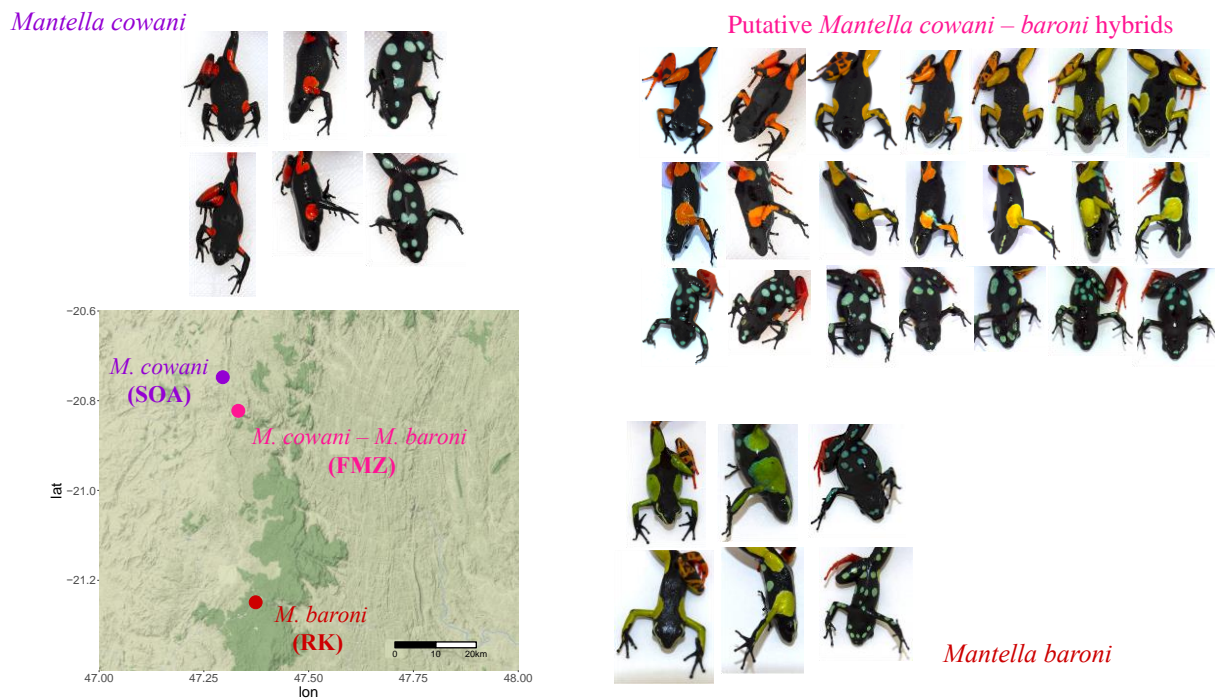 Mantella cowani
Putative Mantella cowani – baroni hybrids
−20.6
−20.8
−21.0
−21.2
lat
M. cowani
(SOA)
M. cowani – M. baroni
(FMZ)
M. baroni
(RK)
0 10 20km
47.00 47.25 47.50 47.75 48.00
lon
Mantella baroni